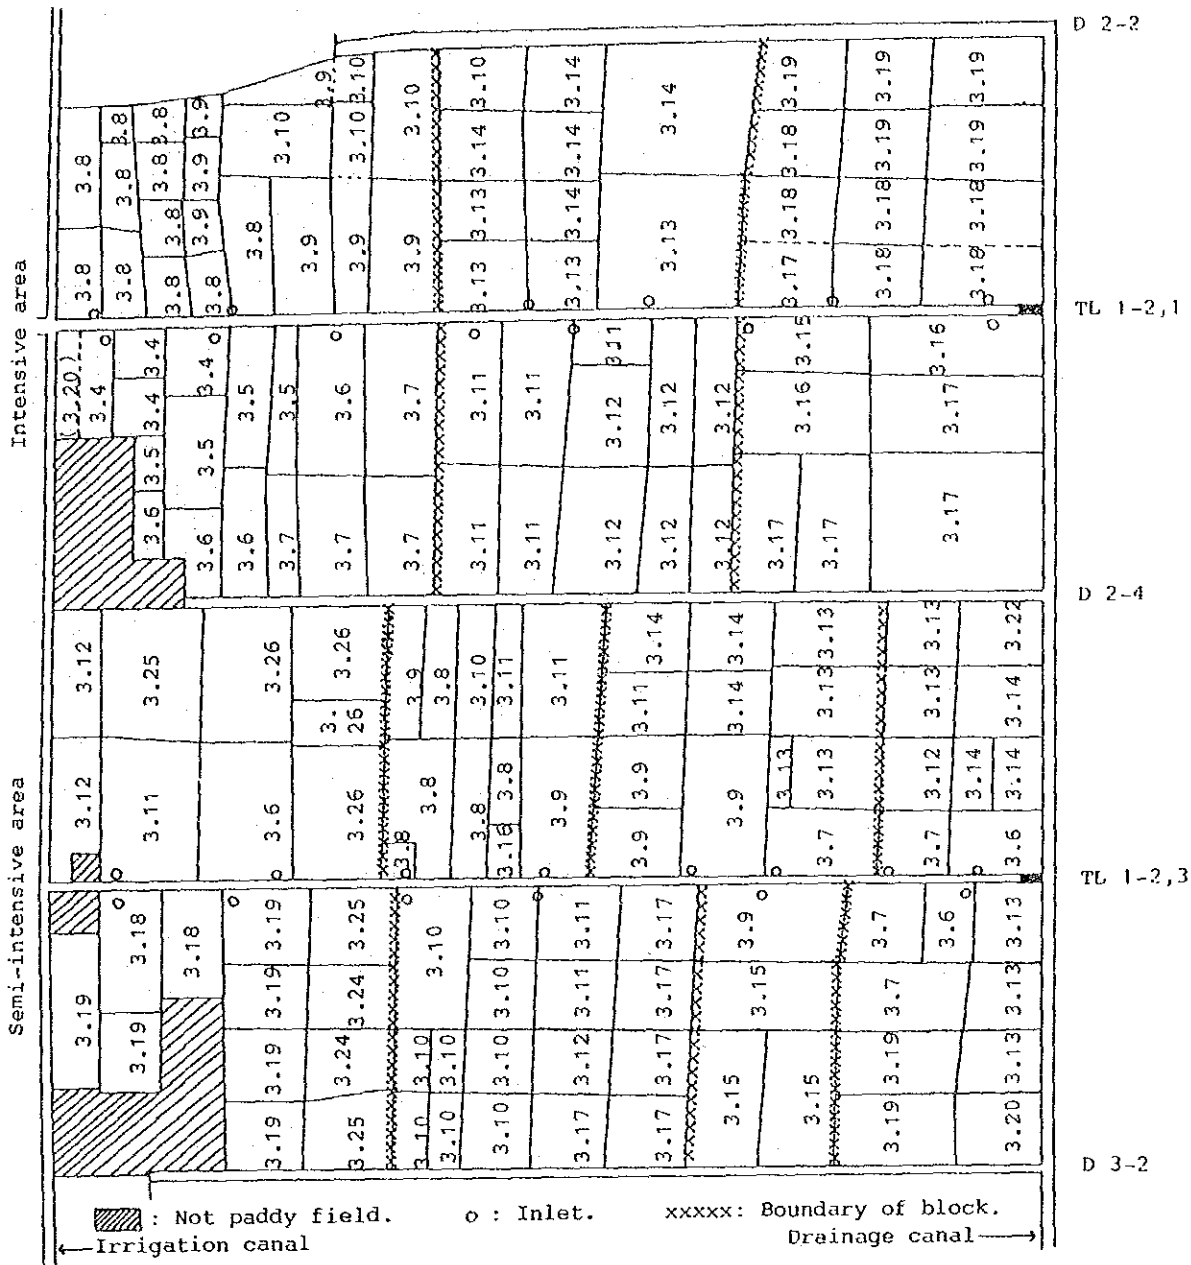 D 2-2
3.9 3.10 3.10 3.10 3.14 3.14 3.19 3.19 3.19
3.8 3.8 3.8 3.9 3.10 3.10 3.14 3.14 3.18 3.19 3.19
3.8 3.8 3.9 3.13 3.14 3.18 3.18 3.18
3.8 3.9 3.8 3.9 3.9 3.9 3.13
3.8 3.8 3.8 3.8 3.13 3.13 3.17 3.18 3.18
Intensive area
TL 1-2,1
(3.20) 3.4 3.4 3.4 3.11 3.15 3.16
3.4 3.5 3.5 3.6 3.7 3.11 3.11 3.12 3.12 3.12 3.16 3.17
3.5 3.5
3.6 3.6 3.6 3.7 3.7 3.7 3.11 3.11 3.12 3.12 3.12 3.17 3.17 3.17
D 2-4
3.12 3.25 3.26 3.26 3.9 3.8 3.10 3.11 3.11 3.14 3.14 3.13 3.13 3.22
3.26 3.11 3.14 3.13 3.13 3.14
3.12 3.11 3.6 3.26 3.8 3.8 3.8 3.9 3.9 3.9 3.13 3.13 3.12 3.14 3.14
3.8 3.16 3.9 3.7 3.7 3.6
Semi-intensive area
TL 1-2,3
3.18 3.18 3.19 3.25 3.10 3.10 3.11 3.17 3.9 3.7 3.6 3.13
3.19 3.24 3.10 3.11 3.17 3.15 3.7 3.13
3.19 3.19 3.19 3.24 3.10 3.10 3.10 3.12 3.17 3.19 3.13
3.19 3.25 3.10 3.10 3.10 3.17 3.17 3.15 3.15 3.19 3.20
D 3-2
: Not paddy field. o : Inlet. xxxxx: Boundary of block.
Irrigation canal Drainage canal